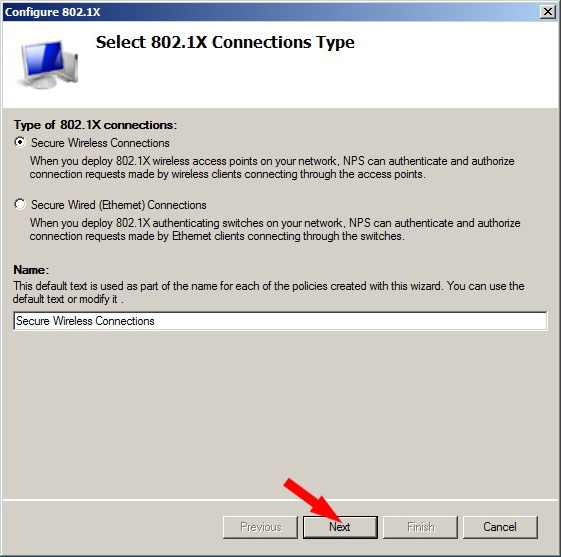 Configure 802.1X
Select 802.1X Connections Type
Type of 802.1X connections:
Secure Wireless Connections
When you deploy 802.1X wireless access points on your network, NPS can authenticate and authorize
connection requests made by wireless clients connecting through the access points.
Secure Wired (Ethernet) Connections
When you deploy 802.1X authenticating switches on your network, NPS can authenticate and authorize
connection requests made by Ethernet clients connecting through the switches.
Name:
This default text is used as part of the name for each of the policies created with this wizard. You can use the
default text or modify it .
Secure Wireless Connections
Previous Next Finish Cancel